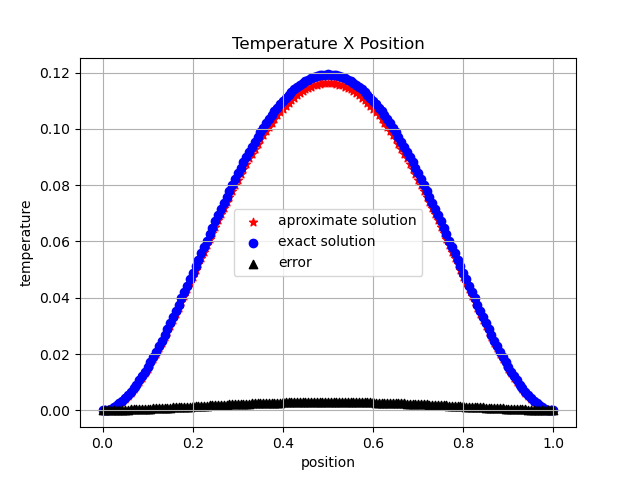 Temperature X Position
0.12
0.10
0.08
0.06
0.04
0.02
0.00
temperature
aproximate solution
exact solution
error
0.0 0.2 0.4 0.6 0.8 1.0
position